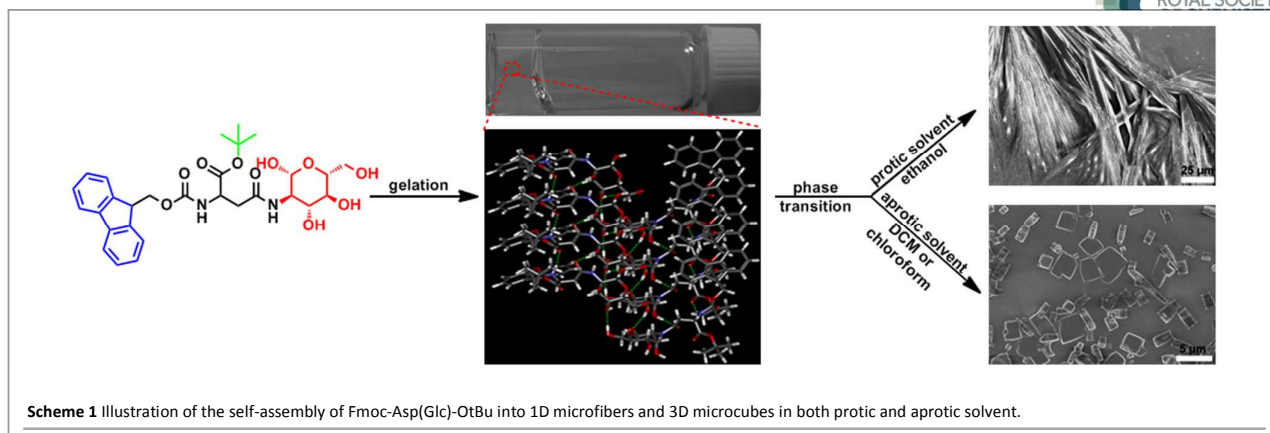 ROYAL SOCIETY
O
O
O
N
H
O
O
N
H
HO
O
OH
OH
OH
gelation
phase
transition
protic solvent
ethanol
aprotic solvent
DCM or
chloroform
25 μm
5 μm
Scheme 1 Illustration of the self-assembly of Fmoc-Asp(Glc)-OtBu into 1D microfibers and 3D microcubes in both protic and aprotic solvent.